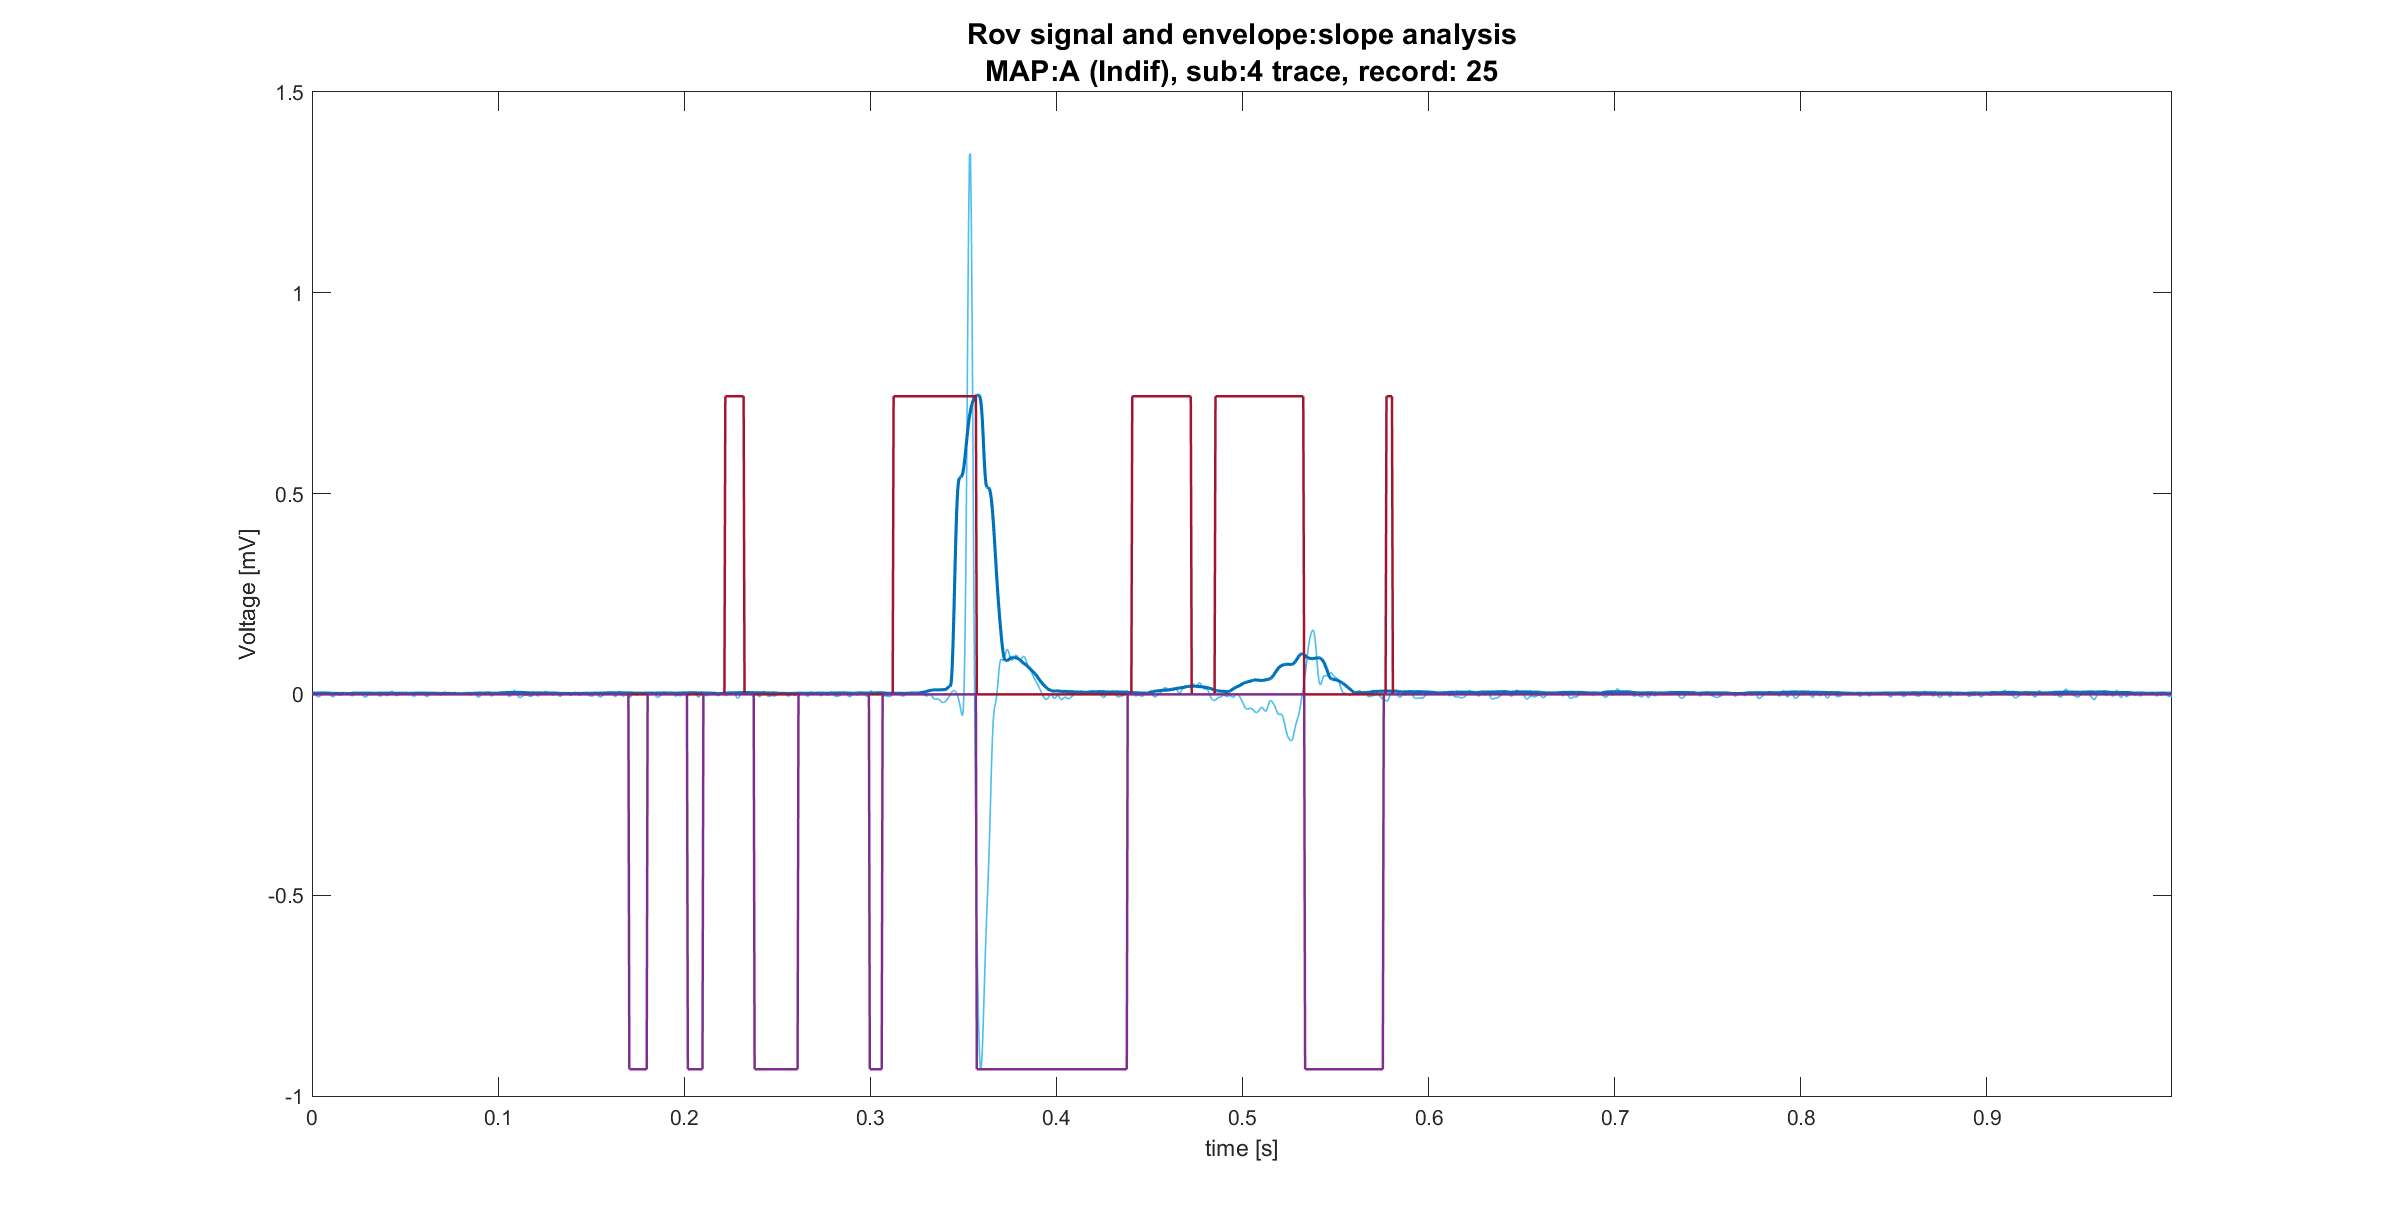 Rov signal and envelope:slope analysis
MAP:A (Indif), sub:4 trace, record: 25
1.5
1
0.5
0
-0.5
-1
Voltage [mV]
0 0.1 0.2 0.3 0.4 0.5 0.6 0.7 0.8 0.9
time [s]